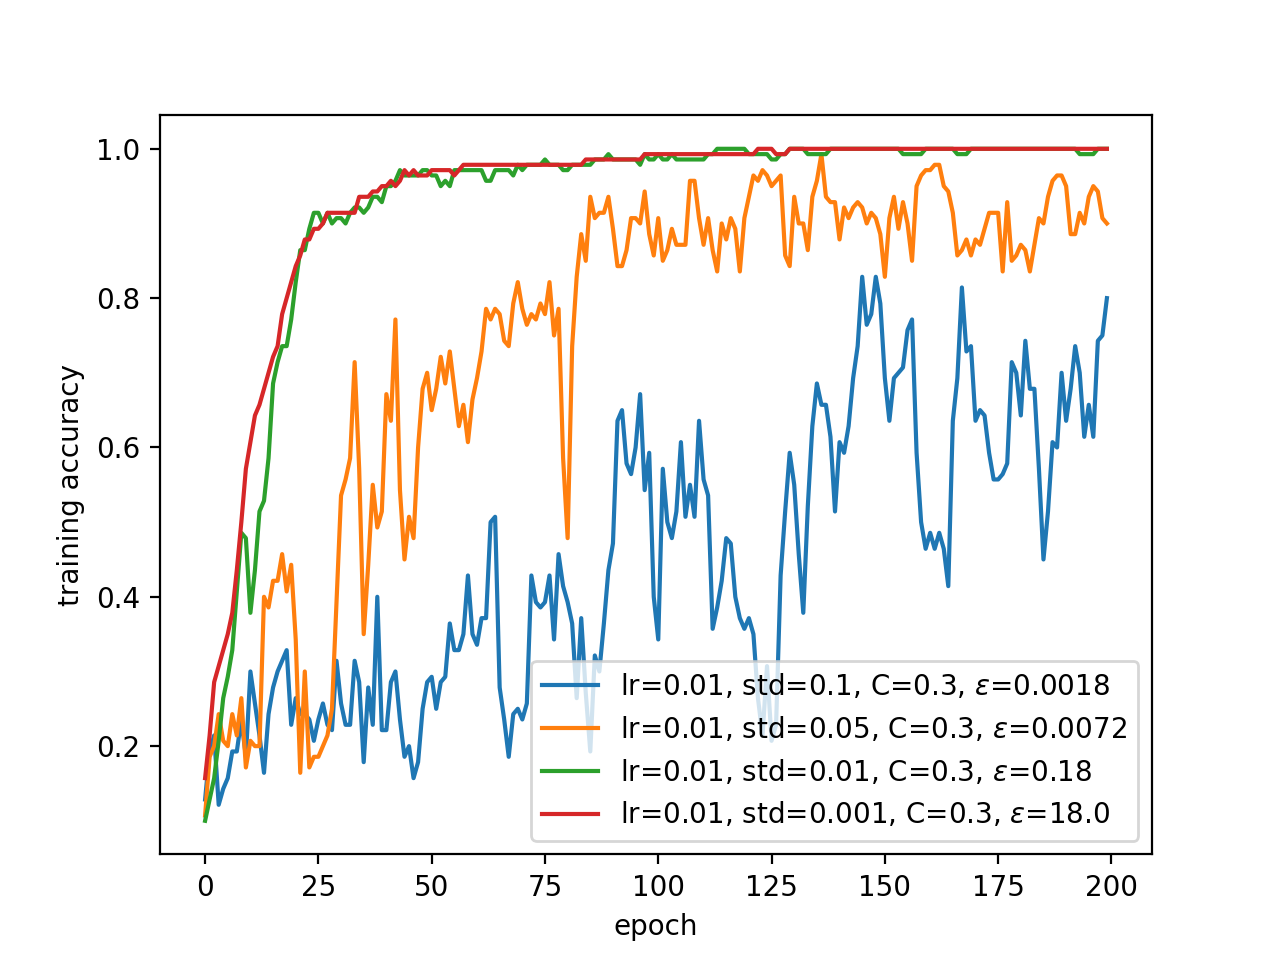 1.0
0.8
0.6
0.4
0.2
training accuracy
lr=0.01, std=0.1, C=0.3, ε=0.0018
lr=0.01, std=0.05, C=0.3, ε=0.0072
lr=0.01, std=0.01, C=0.3, ε=0.18
lr=0.01, std=0.001, C=0.3, ε=18.0
0 25 50 75 100 125 150 175 200
epoch